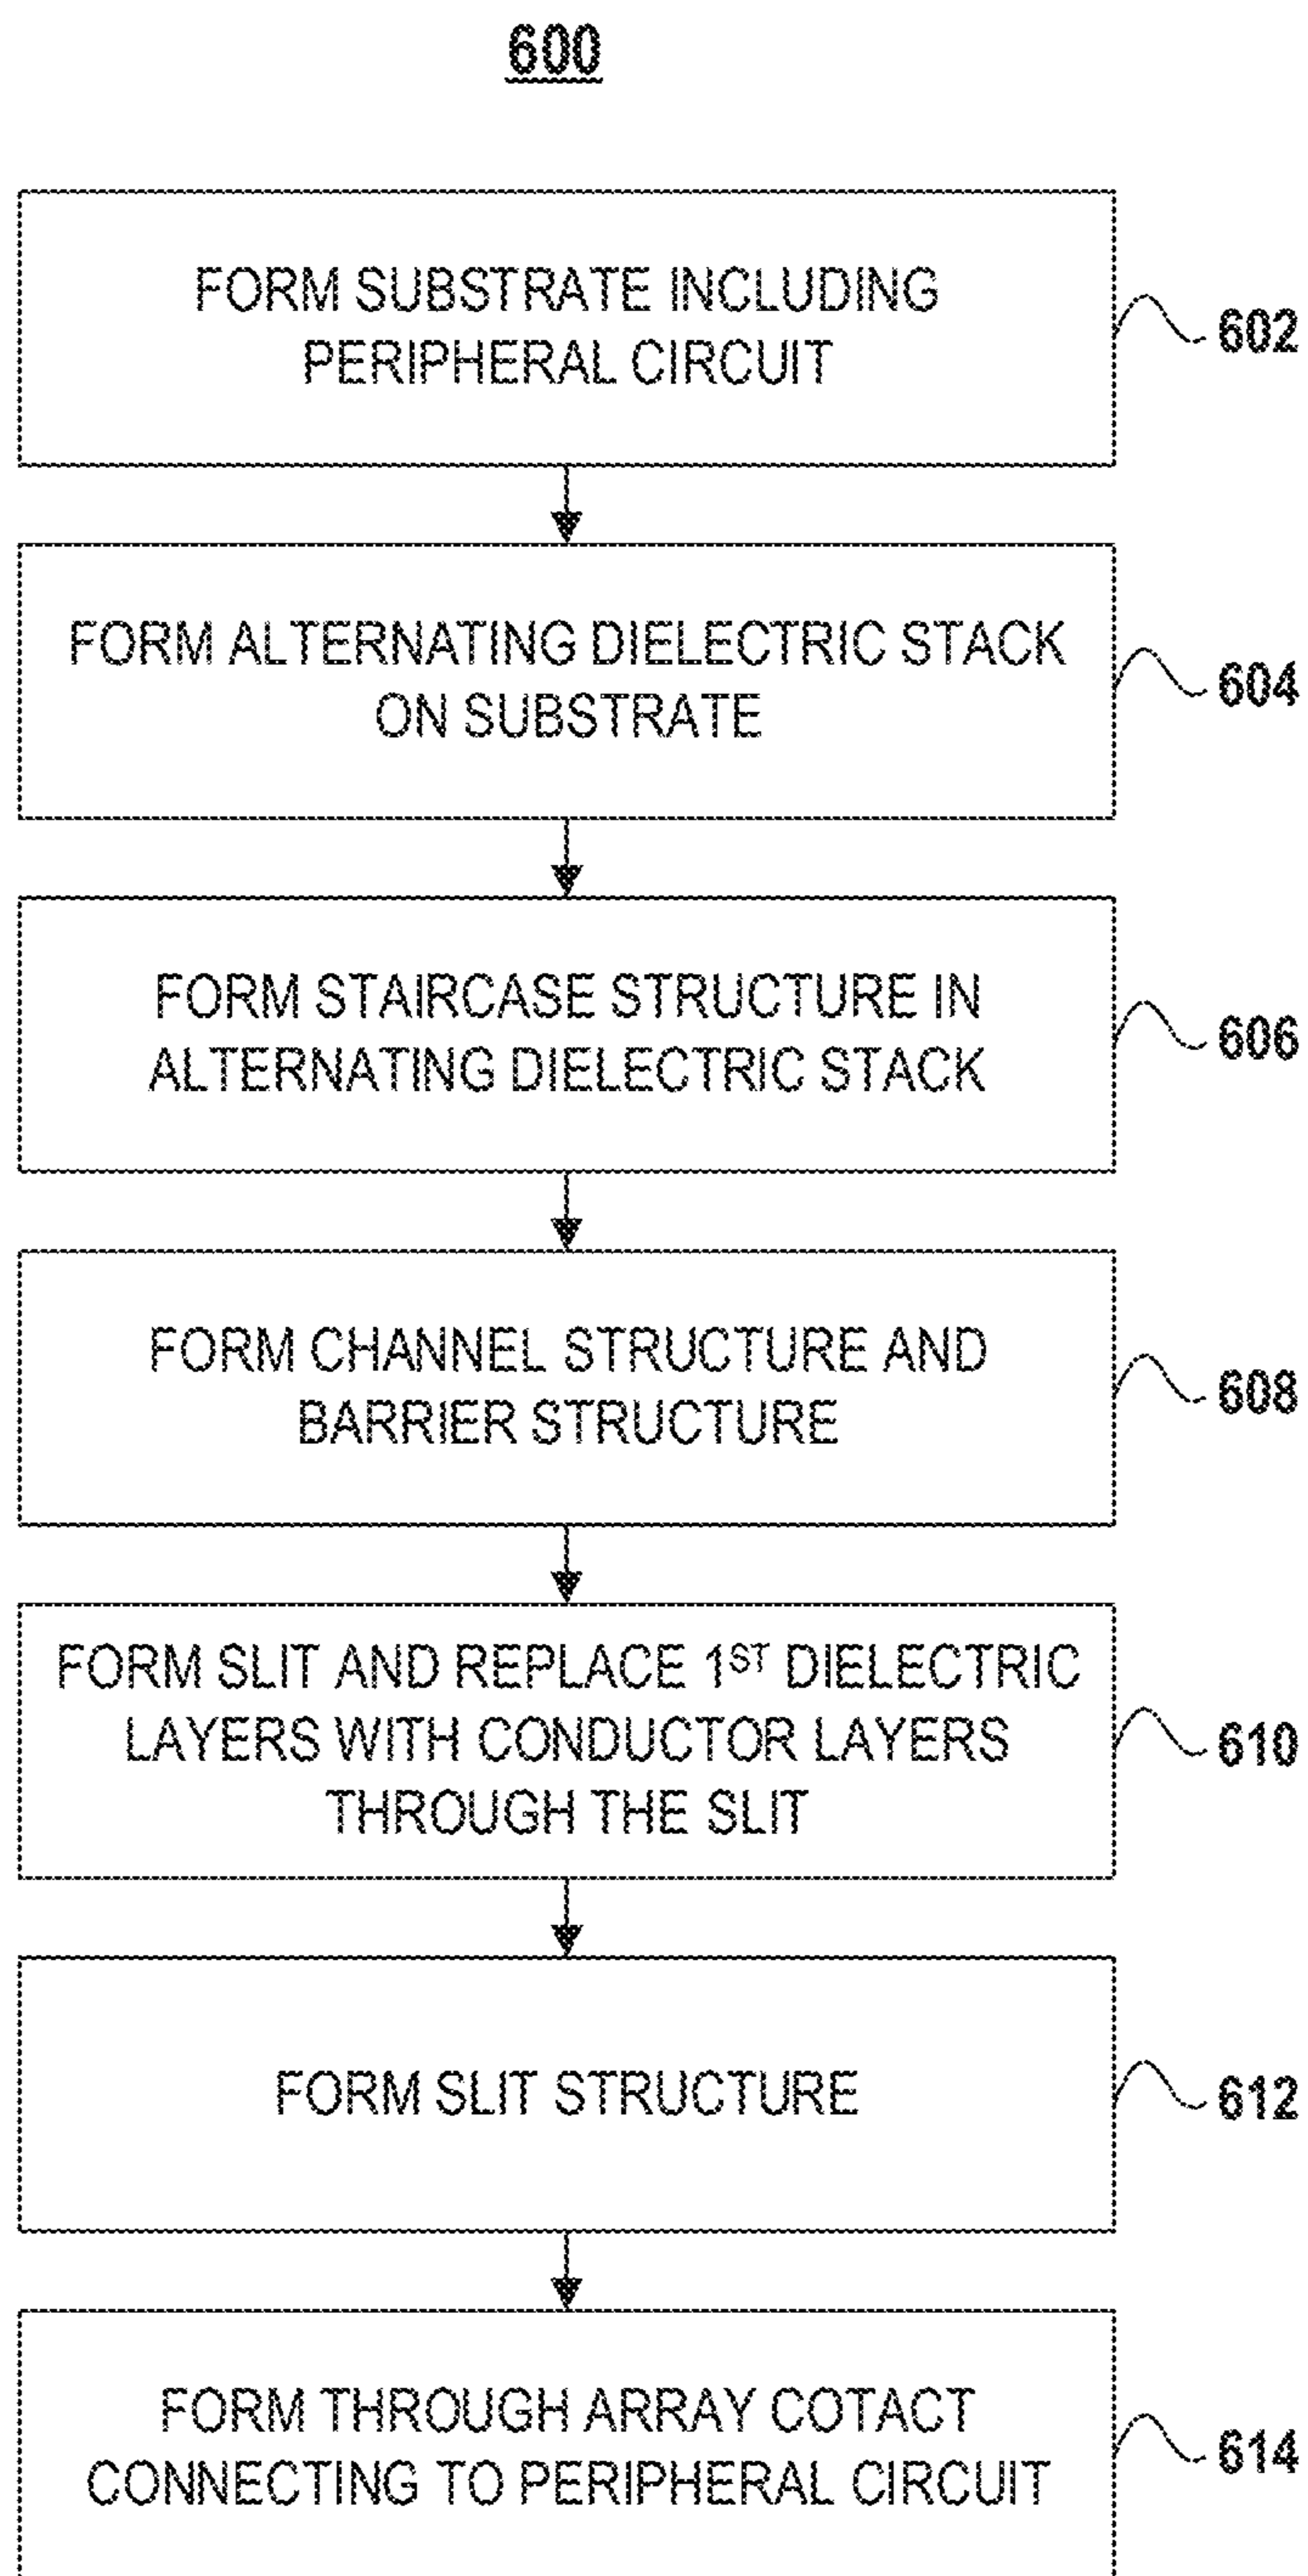 600
FORM SUBSTRATE INCLUDING
PERIPHERAL CIRCUIT
602
FORM ALTERNATING DIELECTRIC STACK
ON SUBSTRATE
604
FORM STAIRCASE STRUCTURE IN
ALTERNATING DIELECTRIC STACK
606
FORM CHANNEL STRUCTURE AND
BARRIER STRUCTURE
608
FORM SLIT AND REPLACE 1ST DIELECTRIC
LAYERS WITH CONDUCTOR LAYERS
THROUGH THE SLIT
610
FORM SLIT STRUCTURE
612
FORM THROUGH ARRAY COTACT
CONNECTING TO PERIPHERAL CIRCUIT
614